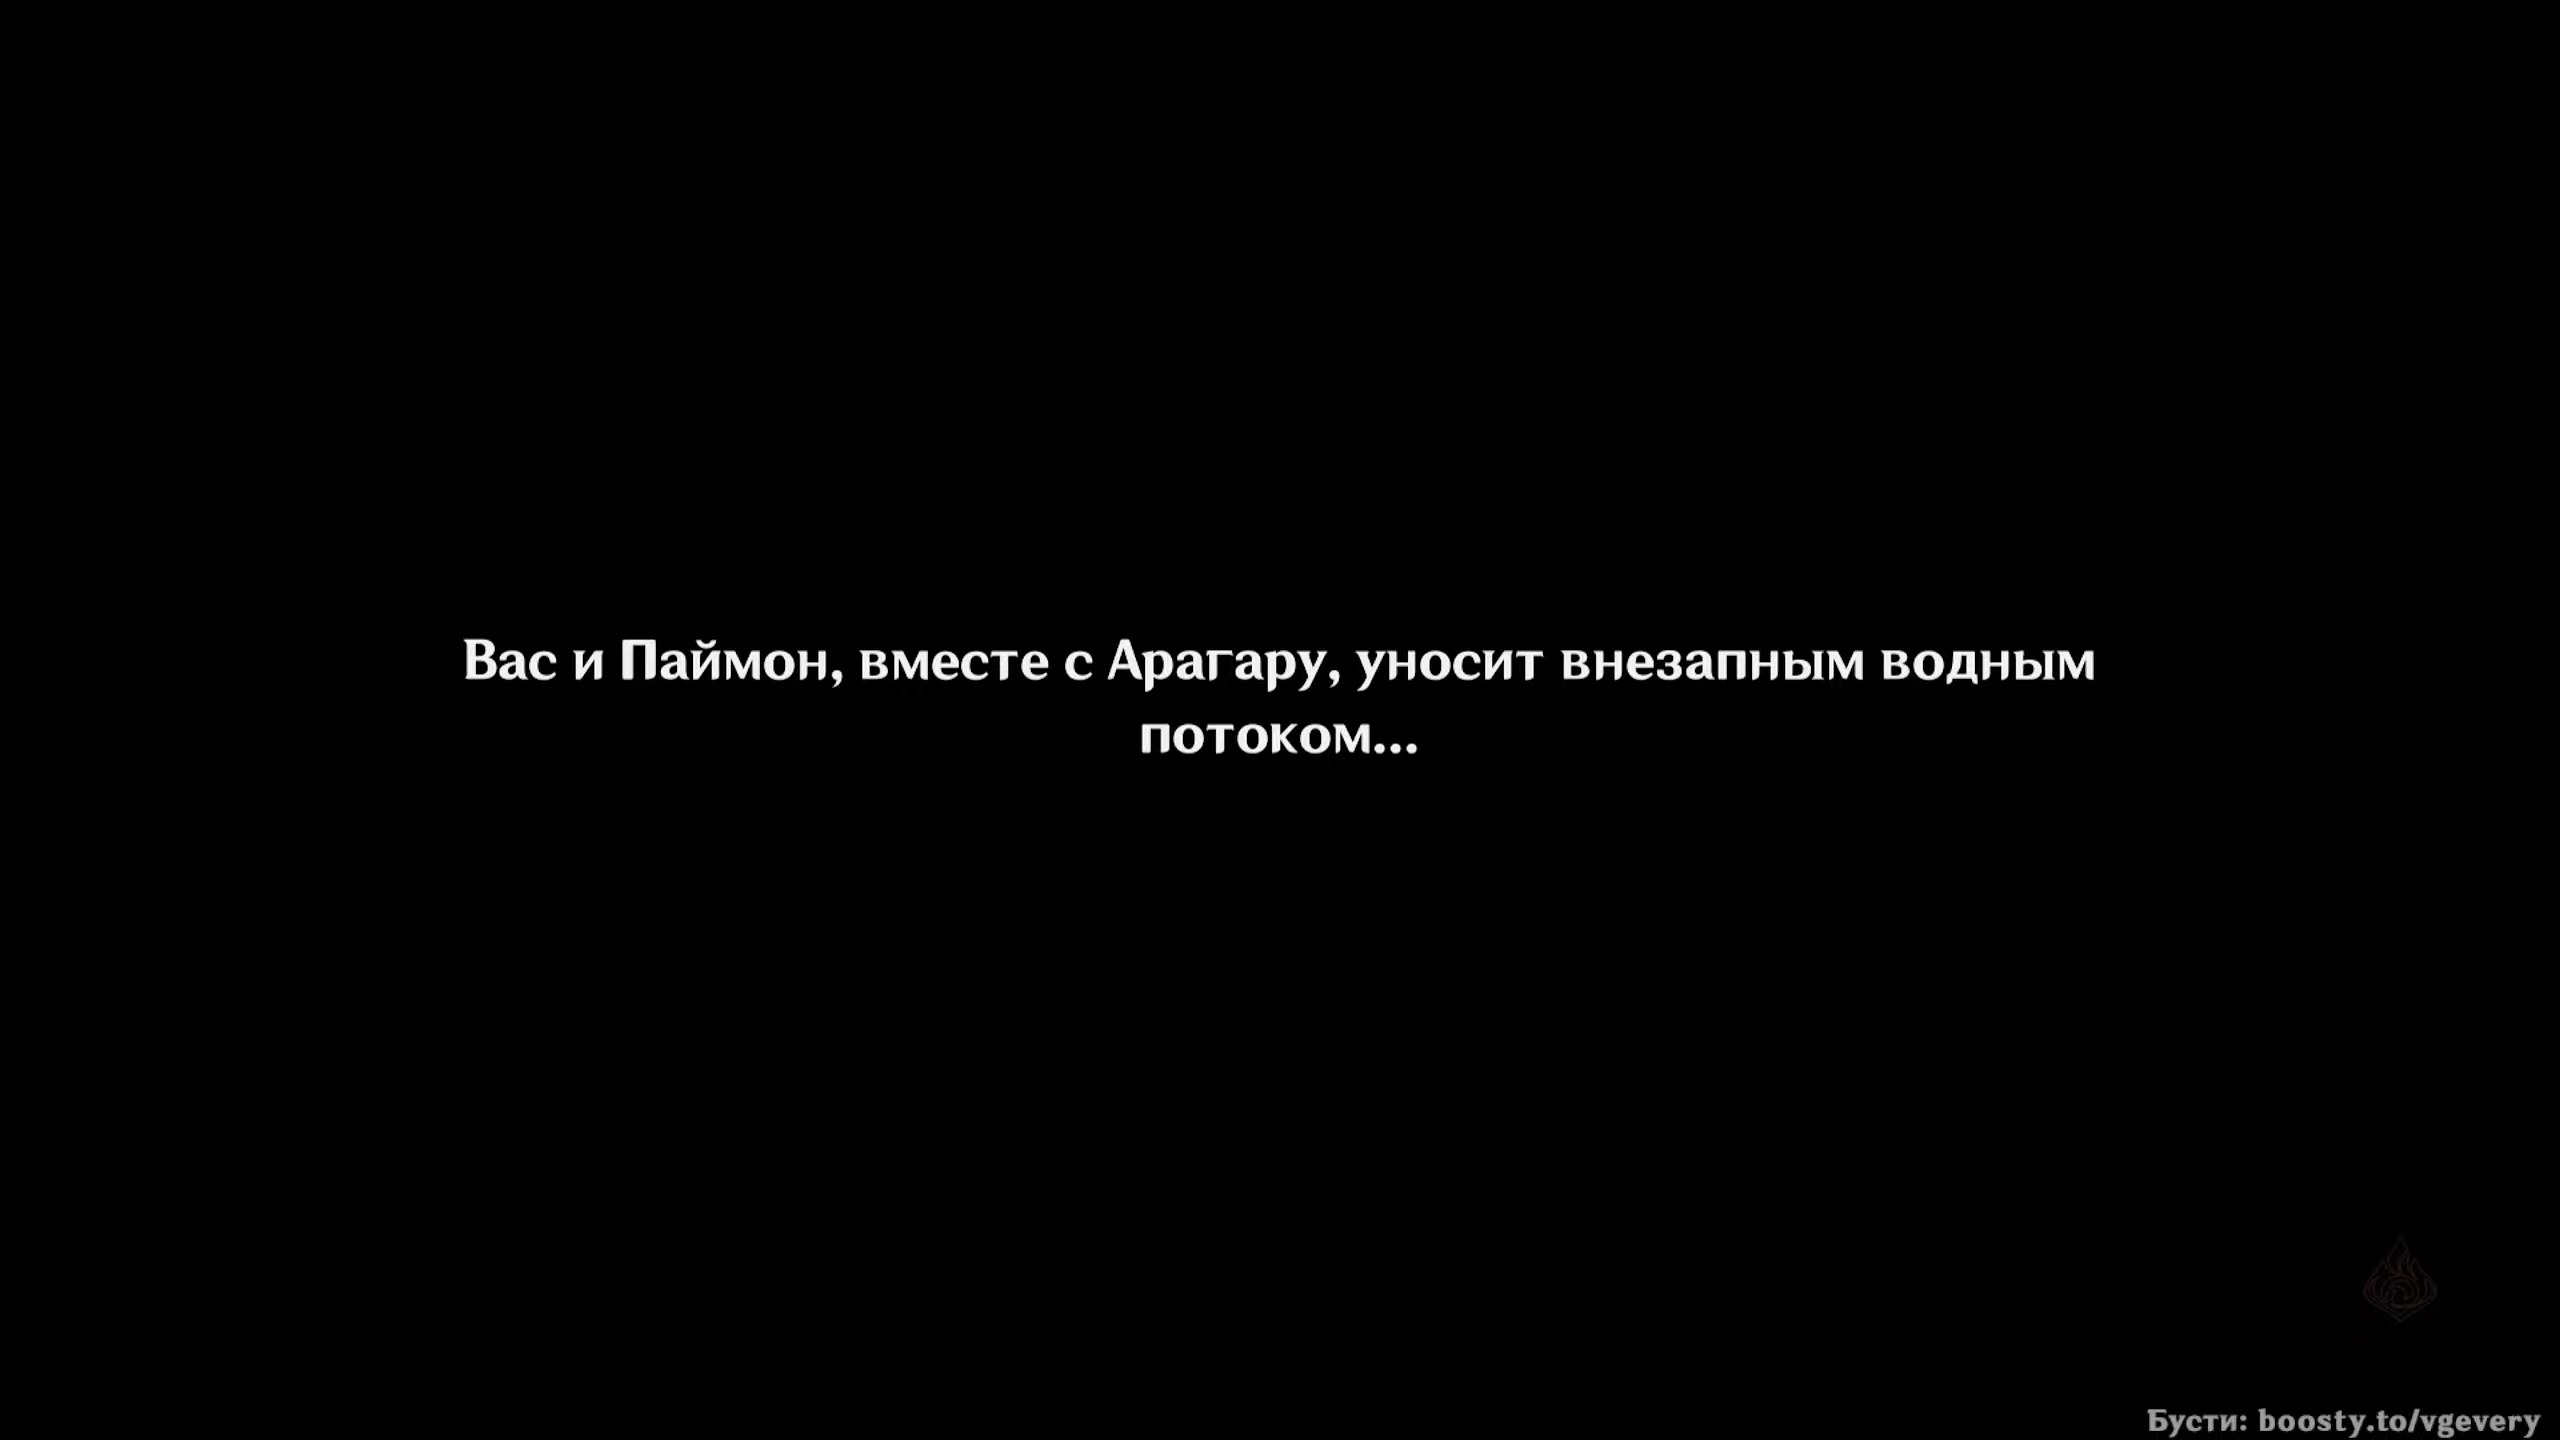 Вас и Паймон, вместе с Арагару, уносит внезапным водным
потоком...
Бусти: boosty.to/vgevery